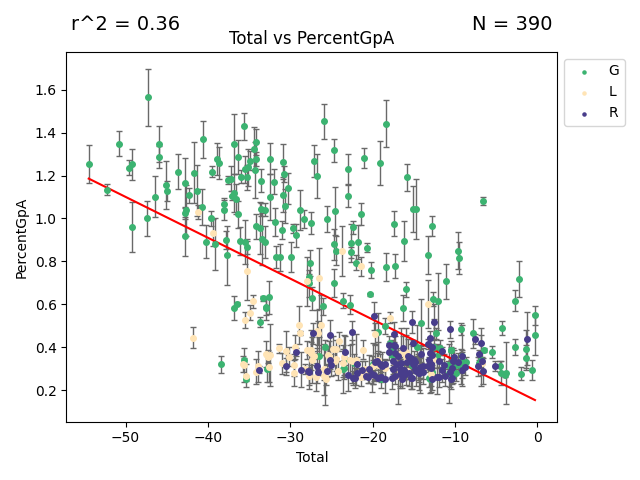 r^2 = 0.36 N = 390
Total vs PercentGpA
G
L
R
1.6
1.4
1.2
1.0
0.8
0.6
0.4
0.2
PercentGpA
−50 −40 −30 −20 −10 0
Total